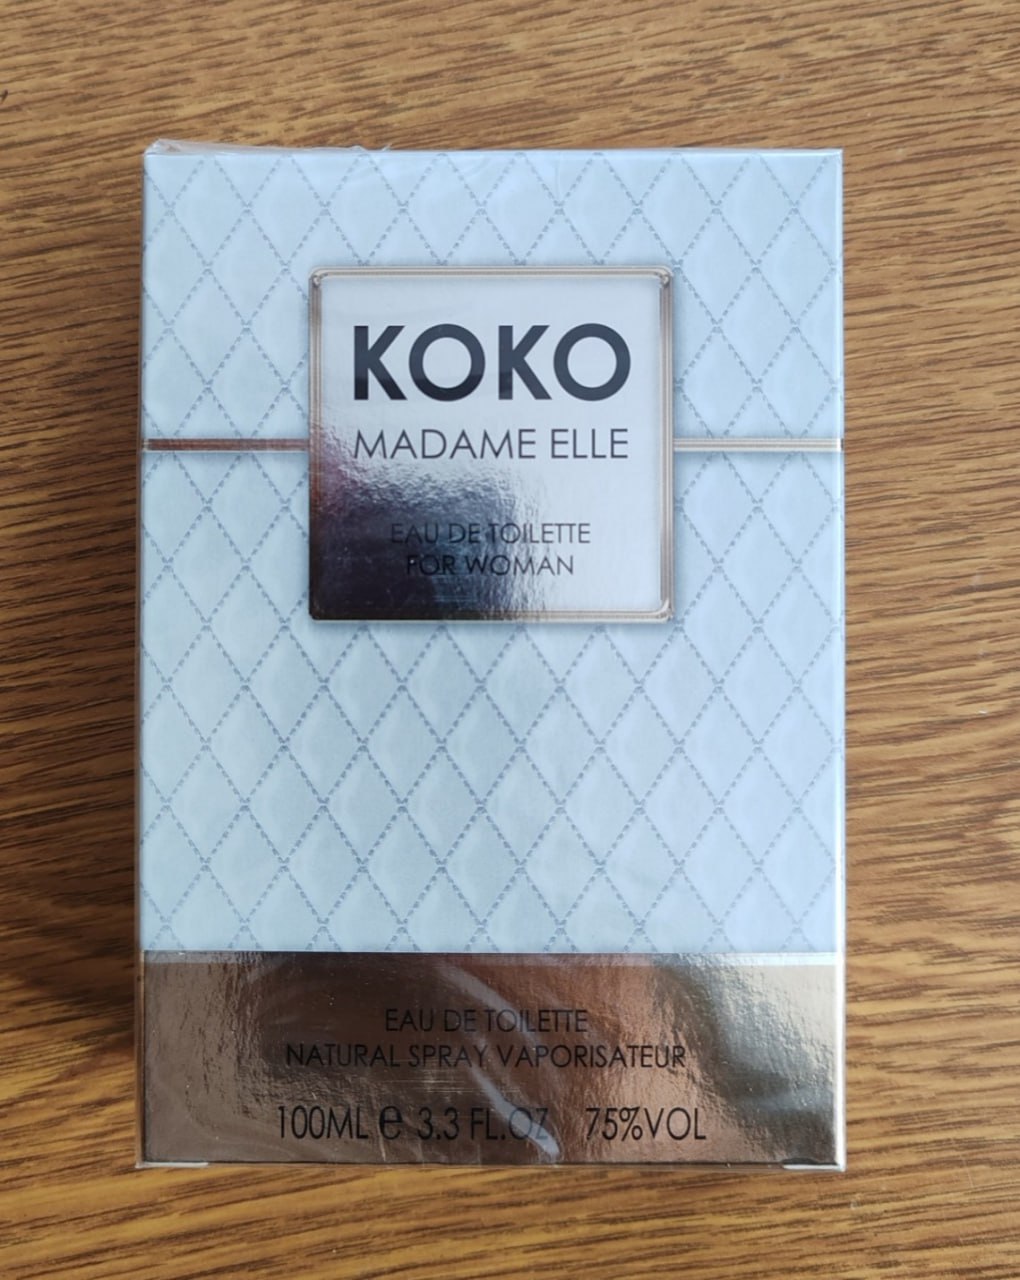 KOKO
MADAME ELLE
EAU DE TOILETTE
FOR WOMAN
EAU DE TOILETTE
NATURAL SPRAY VAPORISATEUR
100ML ℮ 3.3 FL.OZ 75%VOL